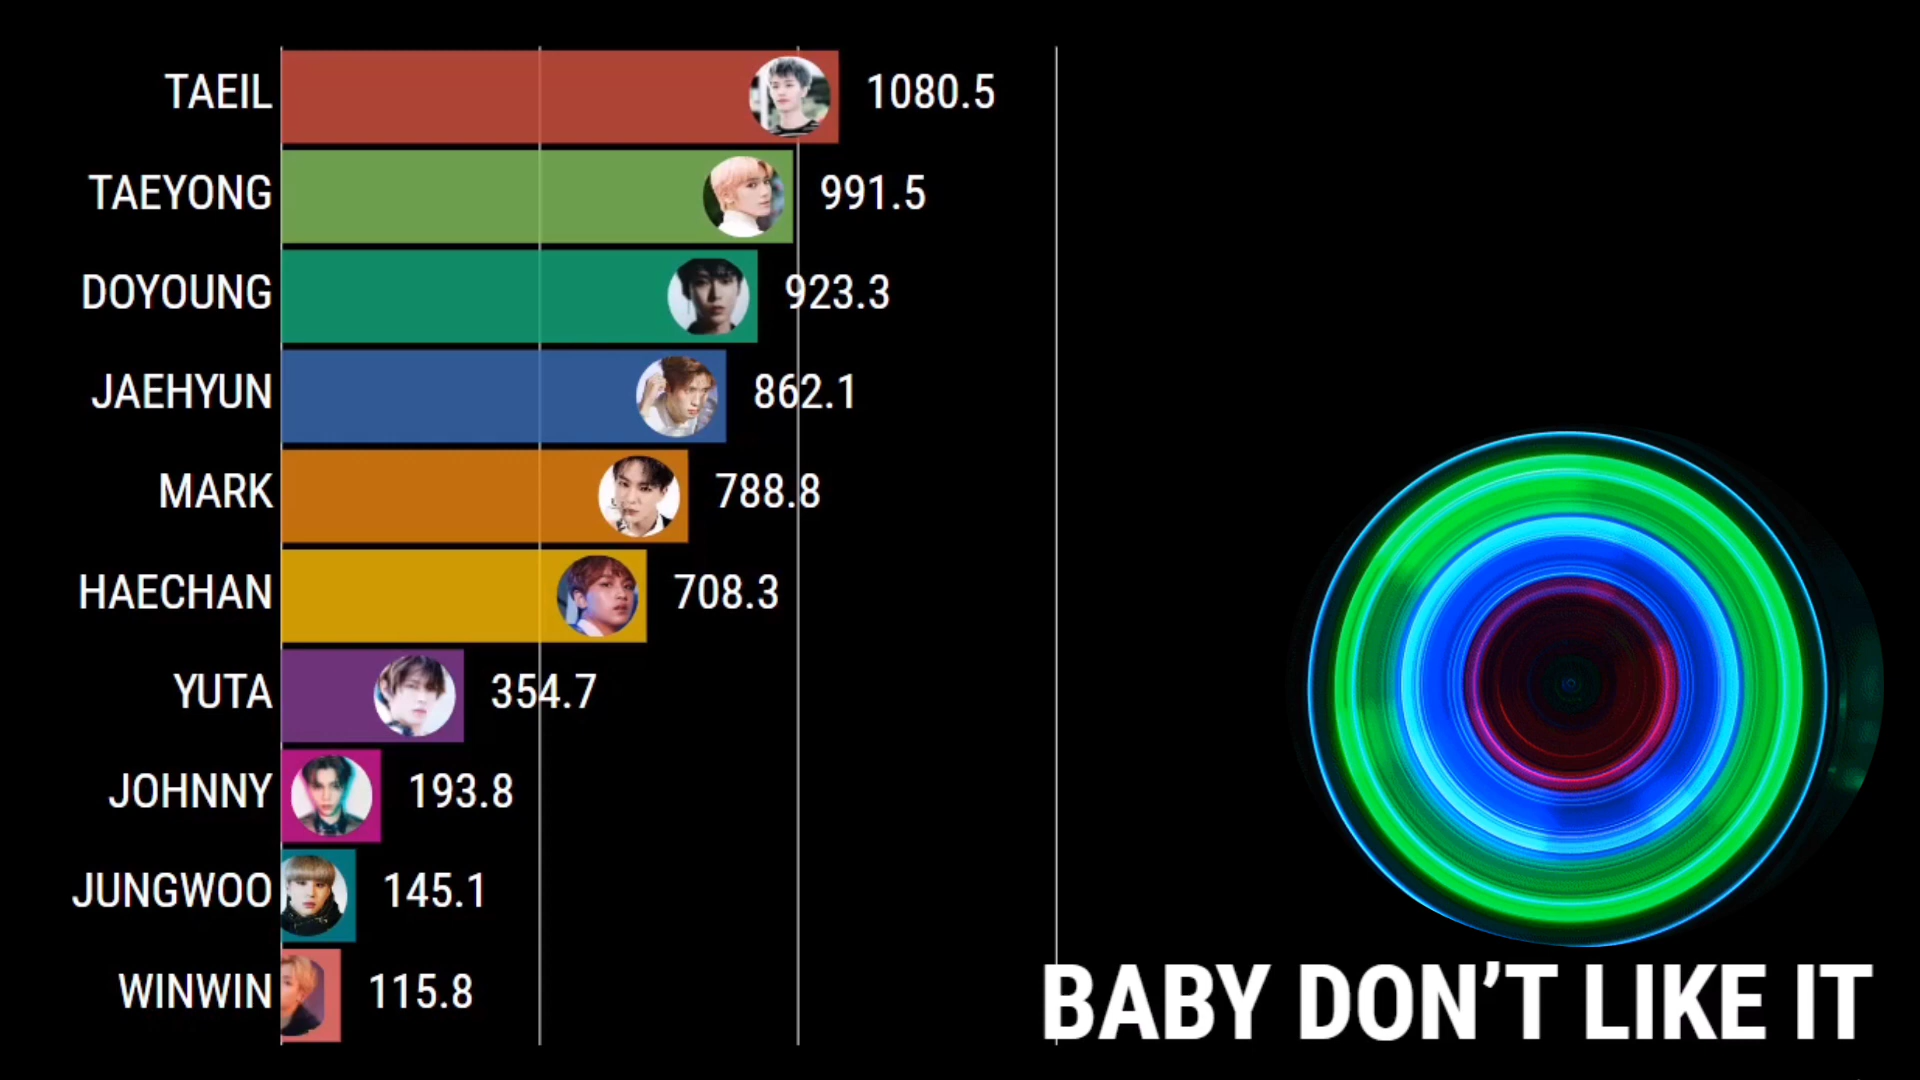 TAEIL 1080.5
TAEYONG 991.5
DOYOUNG 923.3
JAEHYUN 862.1
MARK 788.8
HAECHAN 708.3
YUTA 354.7
JOHNNY 193.8
JUNGWOO 145.1
WINWIN 115.8
BABY DON’T LIKE IT